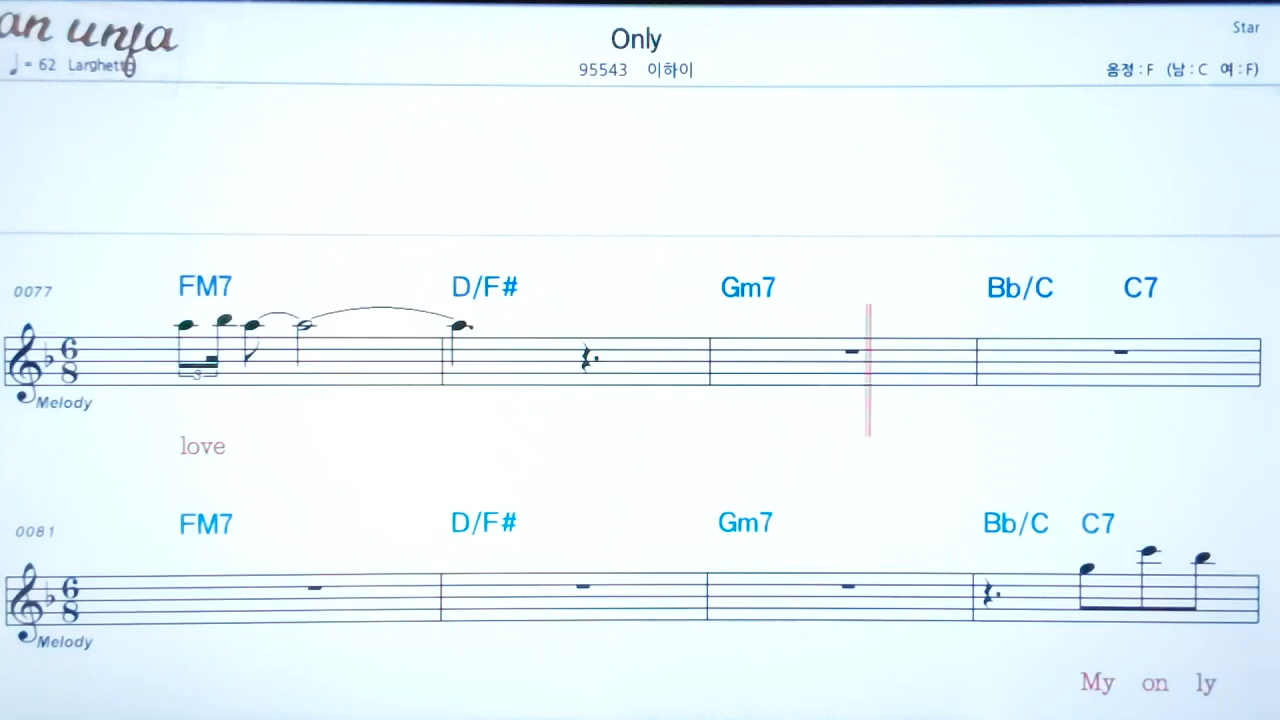 an unfa
Only
Star
♩ = 62 Larghetto
95543 이하이
음정 : F (남 : C 여 : F)
0077
FM7 D/F# Gm7 Bb/C C7
6
8
3
Melody
love
0081
FM7 D/F# Gm7 Bb/C C7
6
8
Melody
My on ly